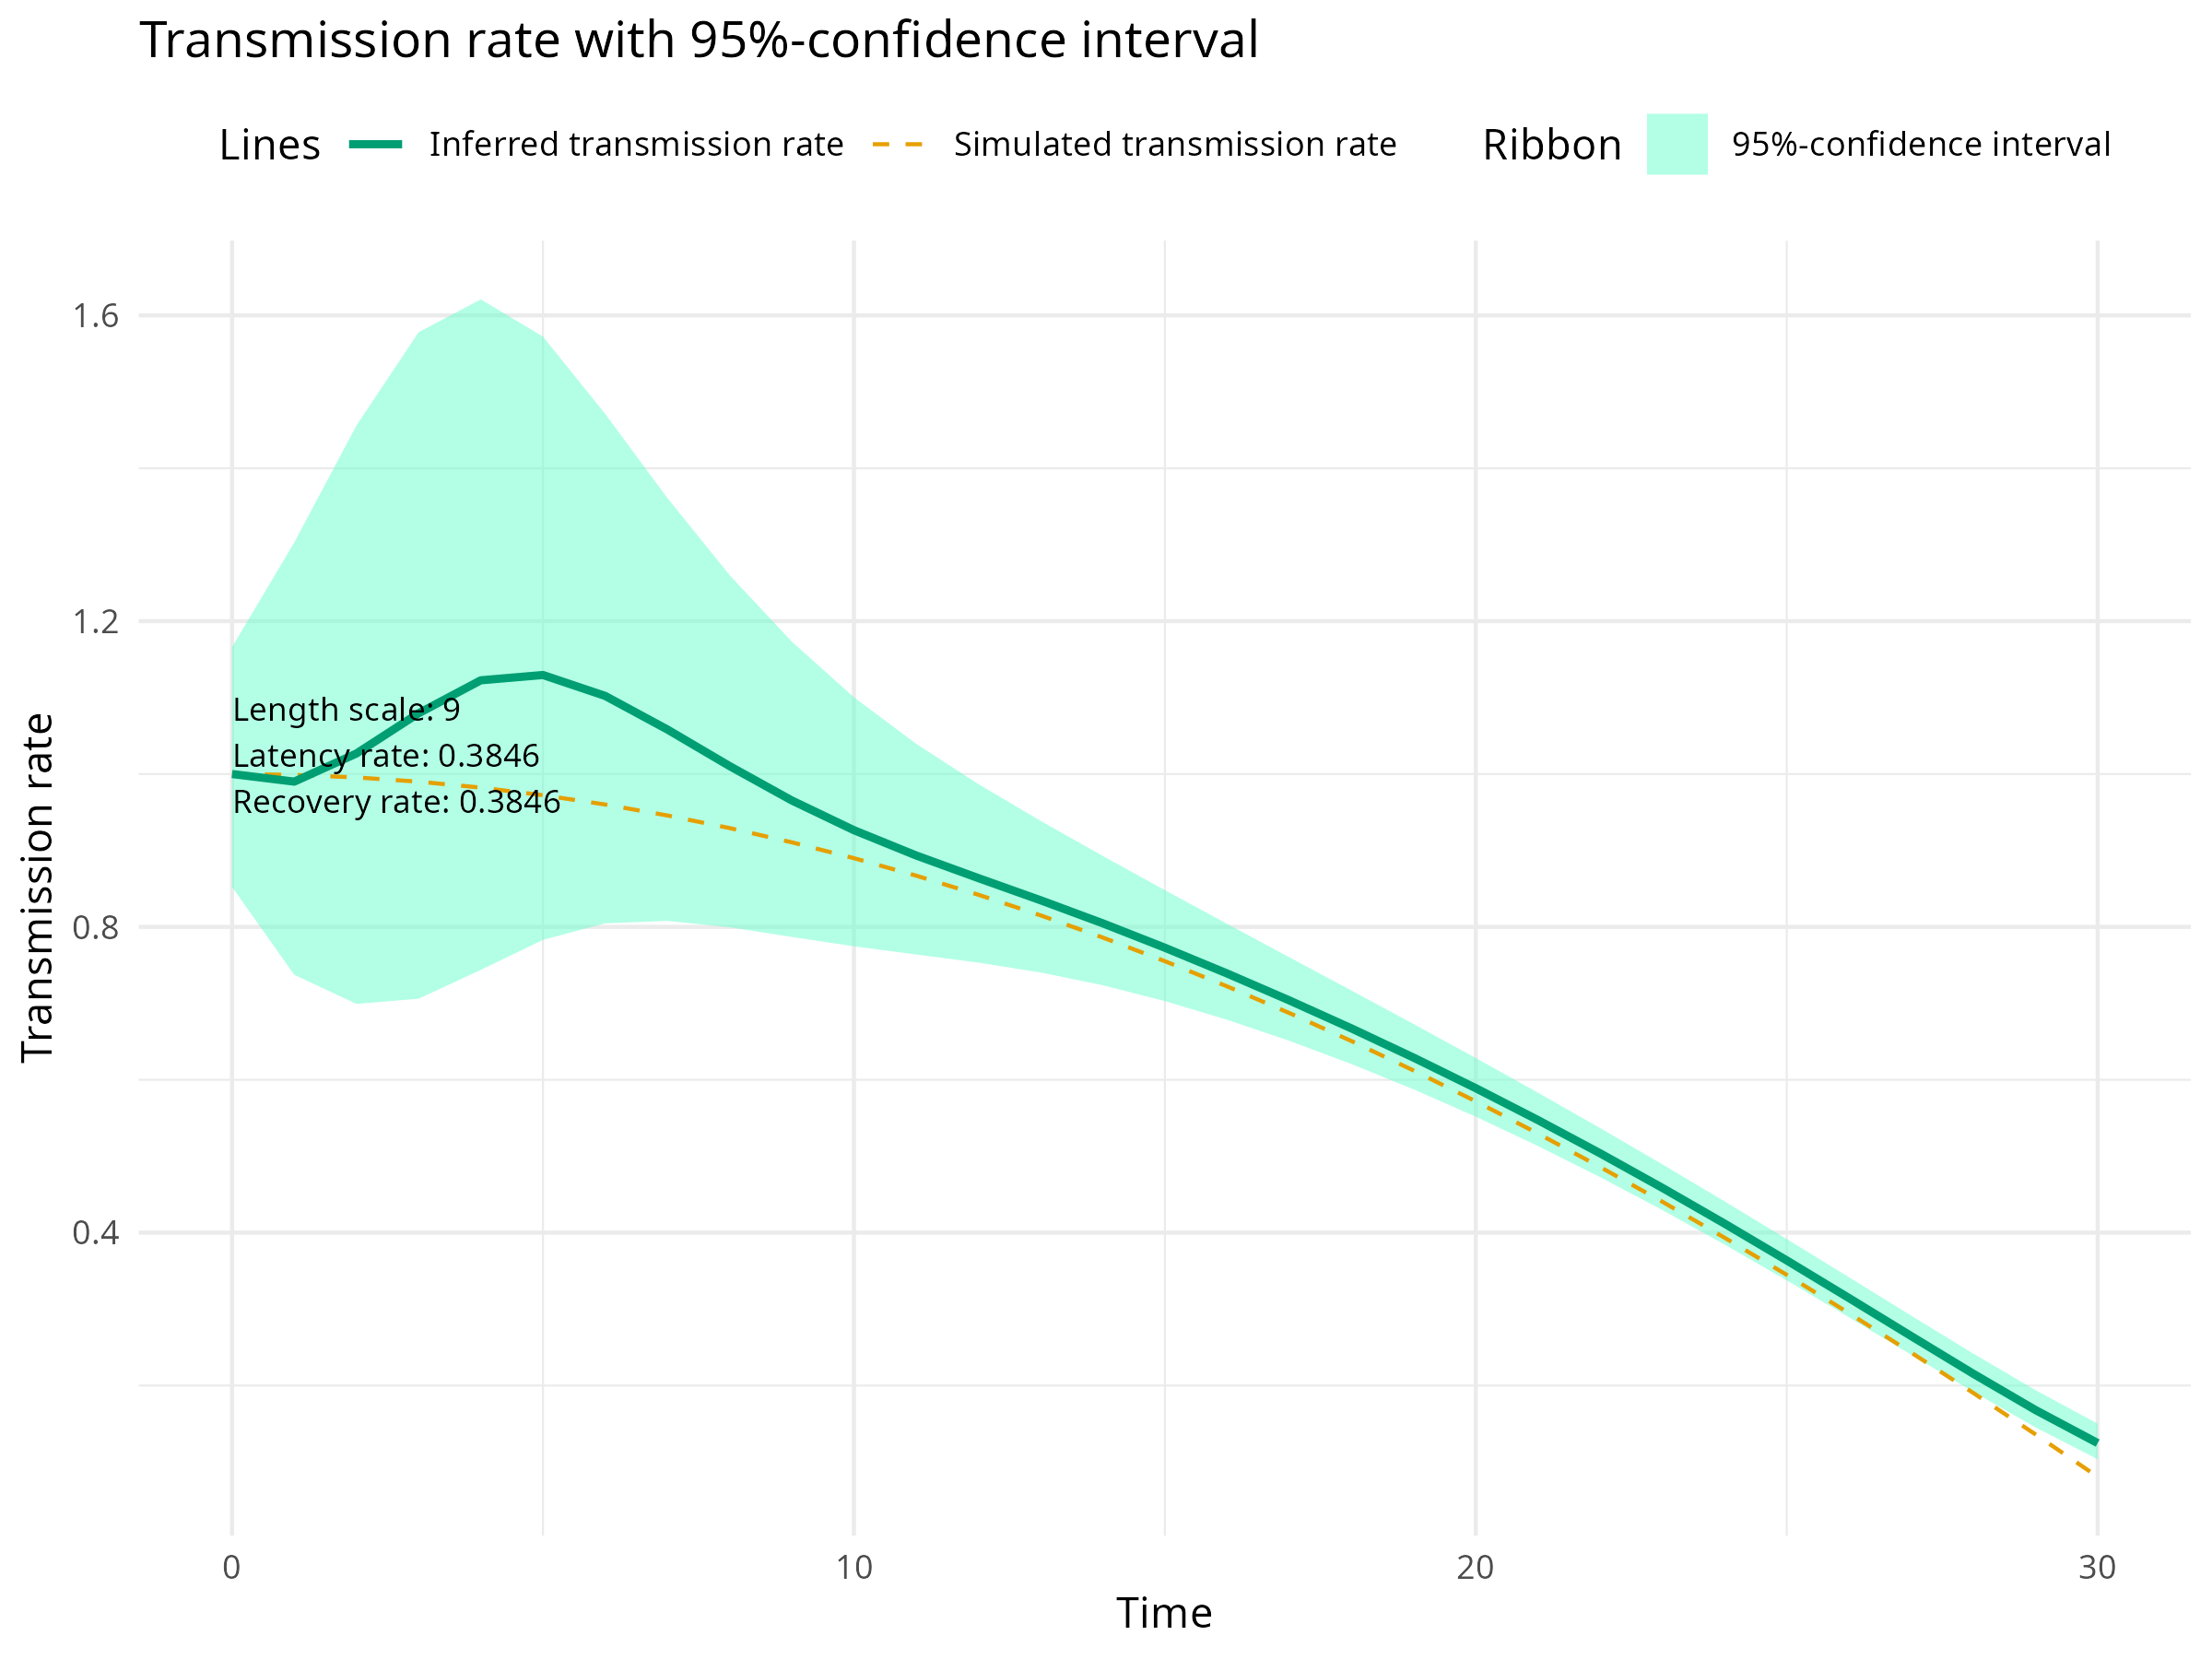 Transmission rate with 95%-confidence interval
Lines Inferred transmission rate Simulated transmission rate Ribbon 95%-confidence interval
Transmission rate
1.6
1.2
0.8
0.4
Length scale: 9
Latency rate: 0.3846
Recovery rate: 0.3846
0 10 20 30
Time